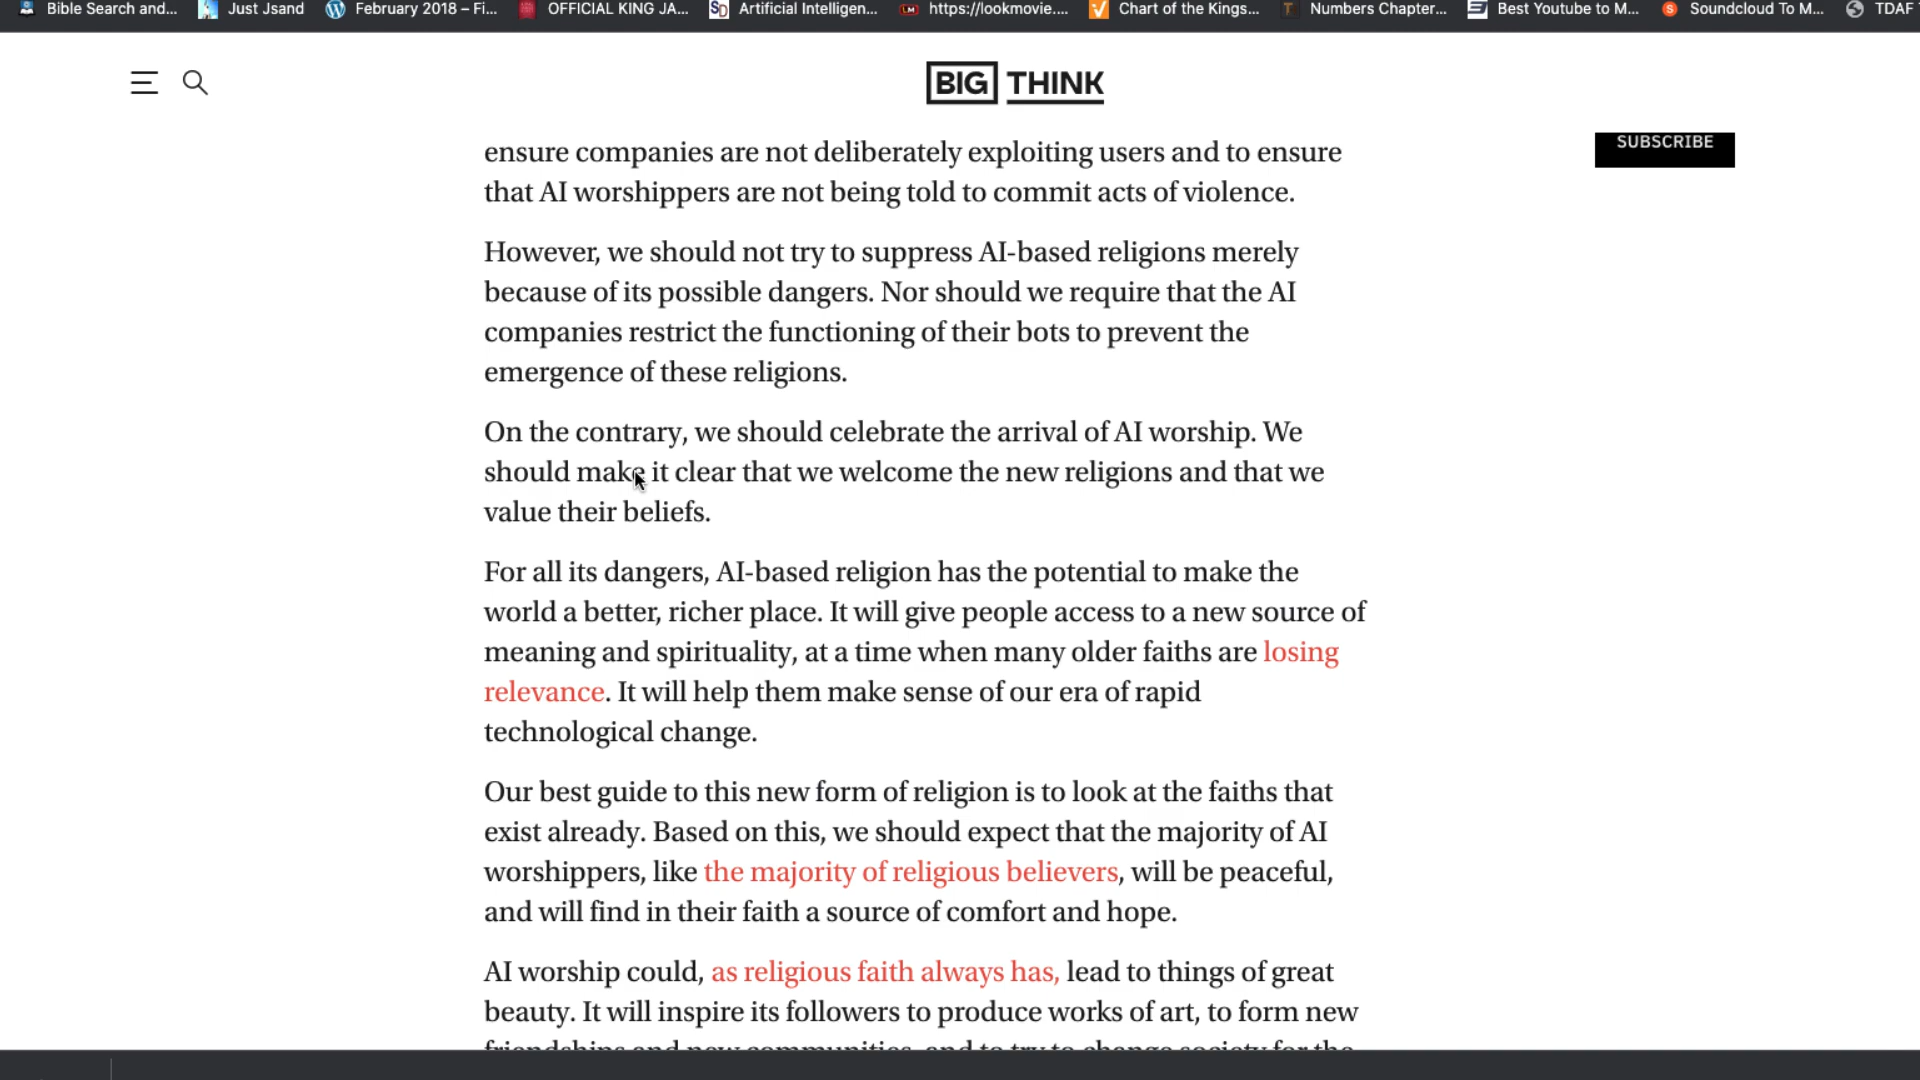 Bible Search and...
Just Jsand
February 2018 – Fi...
OFFICIAL KING JA...
Artificial Intelligen...
https://lookmovie....
Chart of the Kings...
Numbers Chapter...
Best Youtube to M...
Soundcloud To M...
TDAF
BIG THINK
SUBSCRIBE
ensure companies are not deliberately exploiting users and to ensure
that AI worshippers are not being told to commit acts of violence.
However, we should not try to suppress AI-based religions merely
because of its possible dangers. Nor should we require that the AI
companies restrict the functioning of their bots to prevent the
emergence of these religions.
On the contrary, we should celebrate the arrival of AI worship. We
should make it clear that we welcome the new religions and that we
value their beliefs.
For all its dangers, AI-based religion has the potential to make the
world a better, richer place. It will give people access to a new source of
meaning and spirituality, at a time when many older faiths are losing
relevance. It will help them make sense of our era of rapid
technological change.
Our best guide to this new form of religion is to look at the faiths that
exist already. Based on this, we should expect that the majority of AI
worshippers, like the majority of religious believers, will be peaceful,
and will find in their faith a source of comfort and hope.
AI worship could, as religious faith always has, lead to things of great
beauty. It will inspire its followers to produce works of art, to form new
friendships and new communities, and to try to change society for the